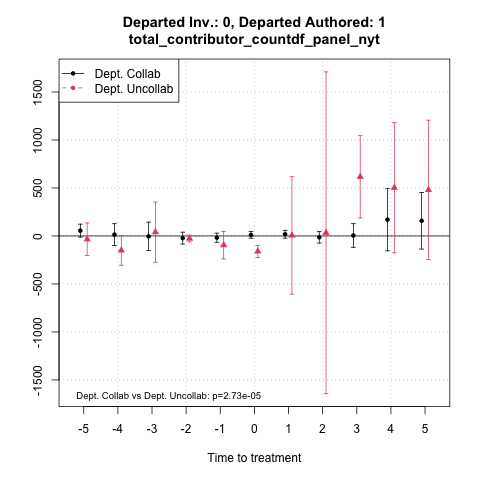 Departed Inv.: 0, Departed Authored: 1
total_contributor_countdf_panel_nyt
Dept. Collab
Dept. Uncollab
1500
1000
500
0
-500
-1000
-1500
Dept. Collab vs Dept. Uncollab: p=2.73e-05
-5 -4 -3 -2 -1 0 1 2 3 4 5
Time to treatment